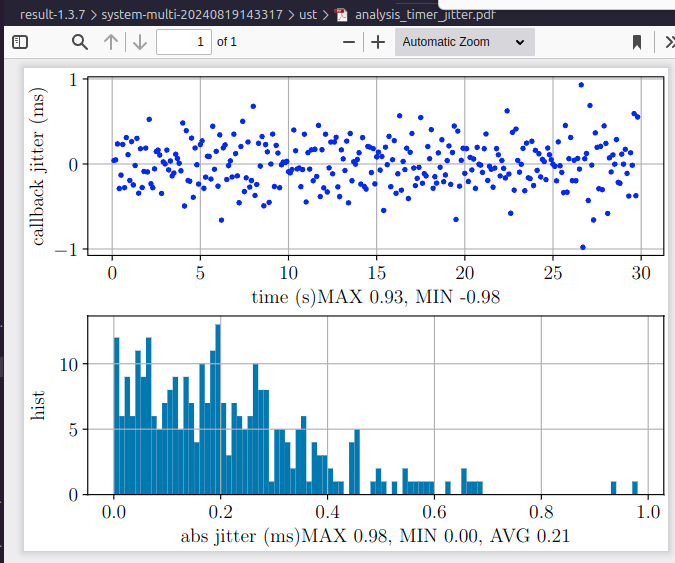 result-1.3.7 › system-multi-20240819143317 › ust › analysis_timer_jitter.pdf
1 of 1 Automatic Zoom
1
0
−1
callback jitter (ms)
0 5 10 15 20 25 30
time (s)MAX 0.93, MIN -0.98
10
5
0
hist
0.0 0.2 0.4 0.6 0.8 1.0
abs jitter (ms)MAX 0.98, MIN 0.00, AVG 0.21